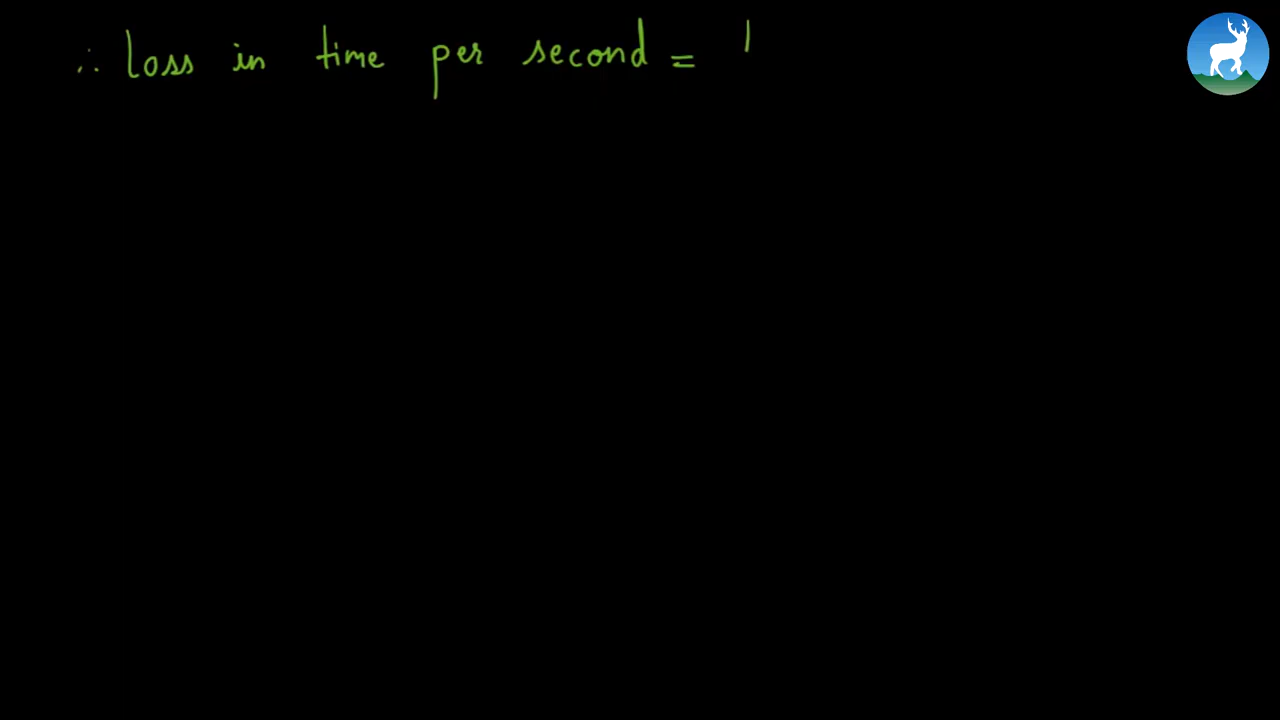 ∴ loss in time per second = 1